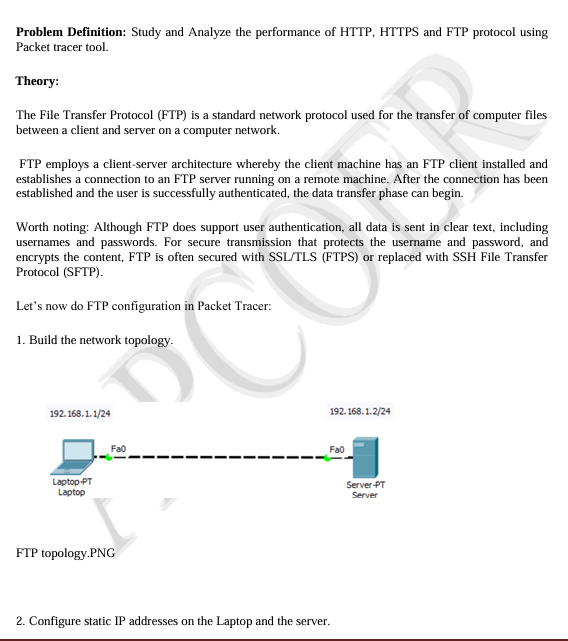 Problem Definition: Study and Analyze the performance of HTTP, HTTPS and FTP protocol using
Packet tracer tool.
Theory:
The File Transfer Protocol (FTP) is a standard network protocol used for the transfer of computer files
between a client and server on a computer network.
FTP employs a client-server architecture whereby the client machine has an FTP client installed and
establishes a connection to an FTP server running on a remote machine. After the connection has been
established and the user is successfully authenticated, the data transfer phase can begin.
Worth noting: Although FTP does support user authentication, all data is sent in clear text, including
usernames and passwords. For secure transmission that protects the username and password, and
encrypts the content, FTP is often secured with SSL/TLS (FTPS) or replaced with SSH File Transfer
Protocol (SFTP).
Let's now do FTP configuration in Packet Tracer:
1. Build the network topology.
192.168.1.1/24
192.168.1.2/24
Fa0
Fa0
Laptop-PT
Laptop
Server-PT
Server
FTP topology.PNG
2. Configure static IP addresses on the Laptop and the server.
APCOER